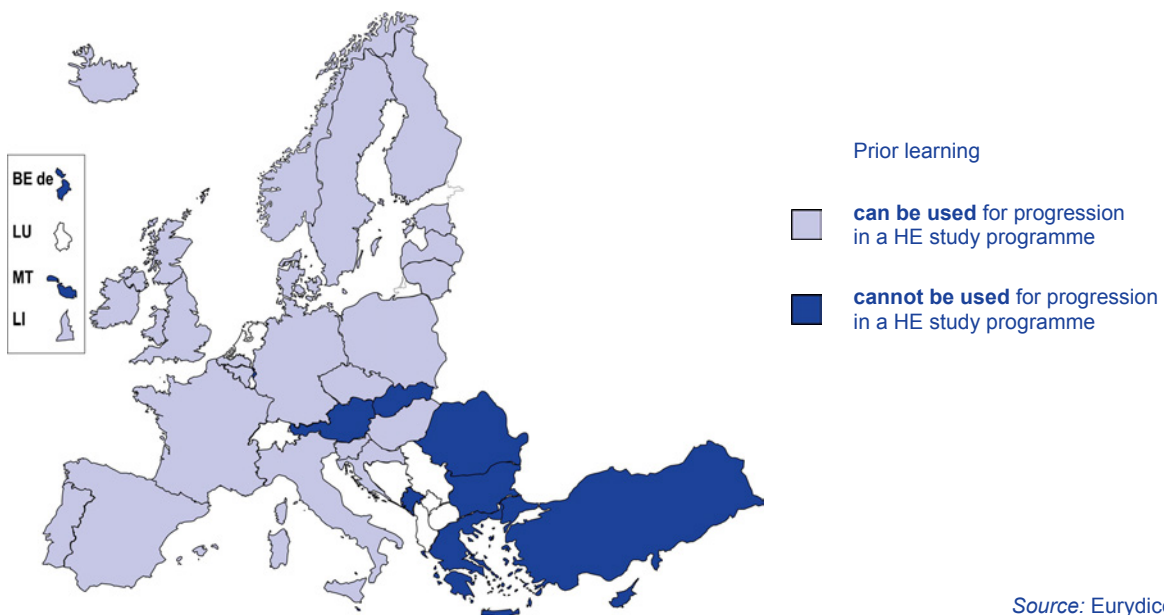 BE de
LU
MT
LI
Prior learning
can be used for progression
in a HE study programme
cannot be used for progression
in a HE study programme
Source: Eurydice